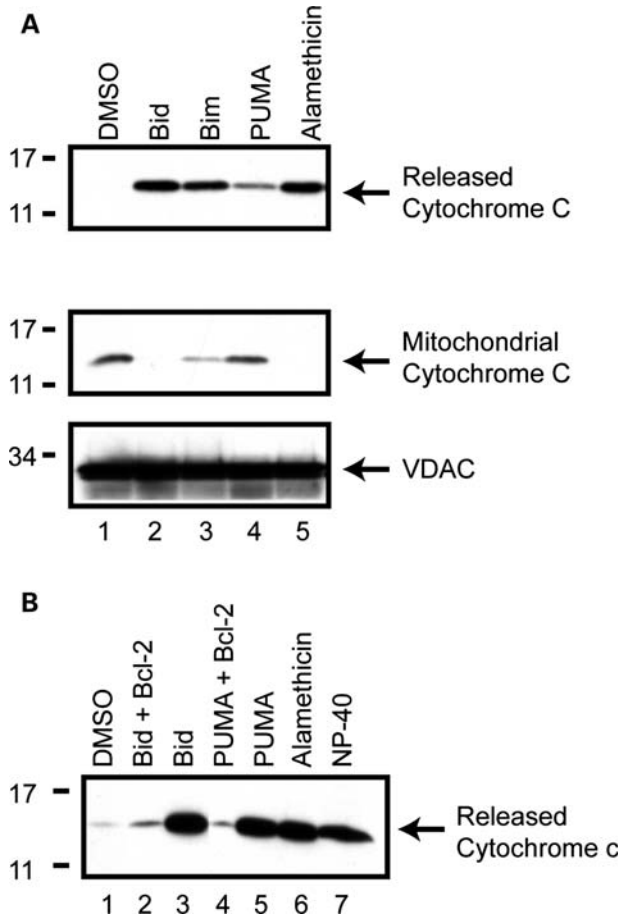 A
DMSO
Bid
Bim
PUMA
Alamethicin
17
11
Released
Cytochrome C
17
11
Mitochondrial
Cytochrome C
34
VDAC
1 2 3 4 5
B
DMSO
Bid + Bcl-2
Bid
PUMA + Bcl-2
PUMA
Alamethicin
NP-40
17
11
Released
Cytochrome c
1 2 3 4 5 6 7